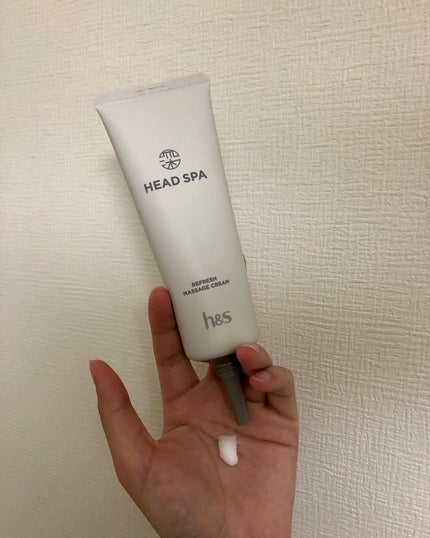 HEAD SPA
REFRESH
MASSAGE CREAM
h&s